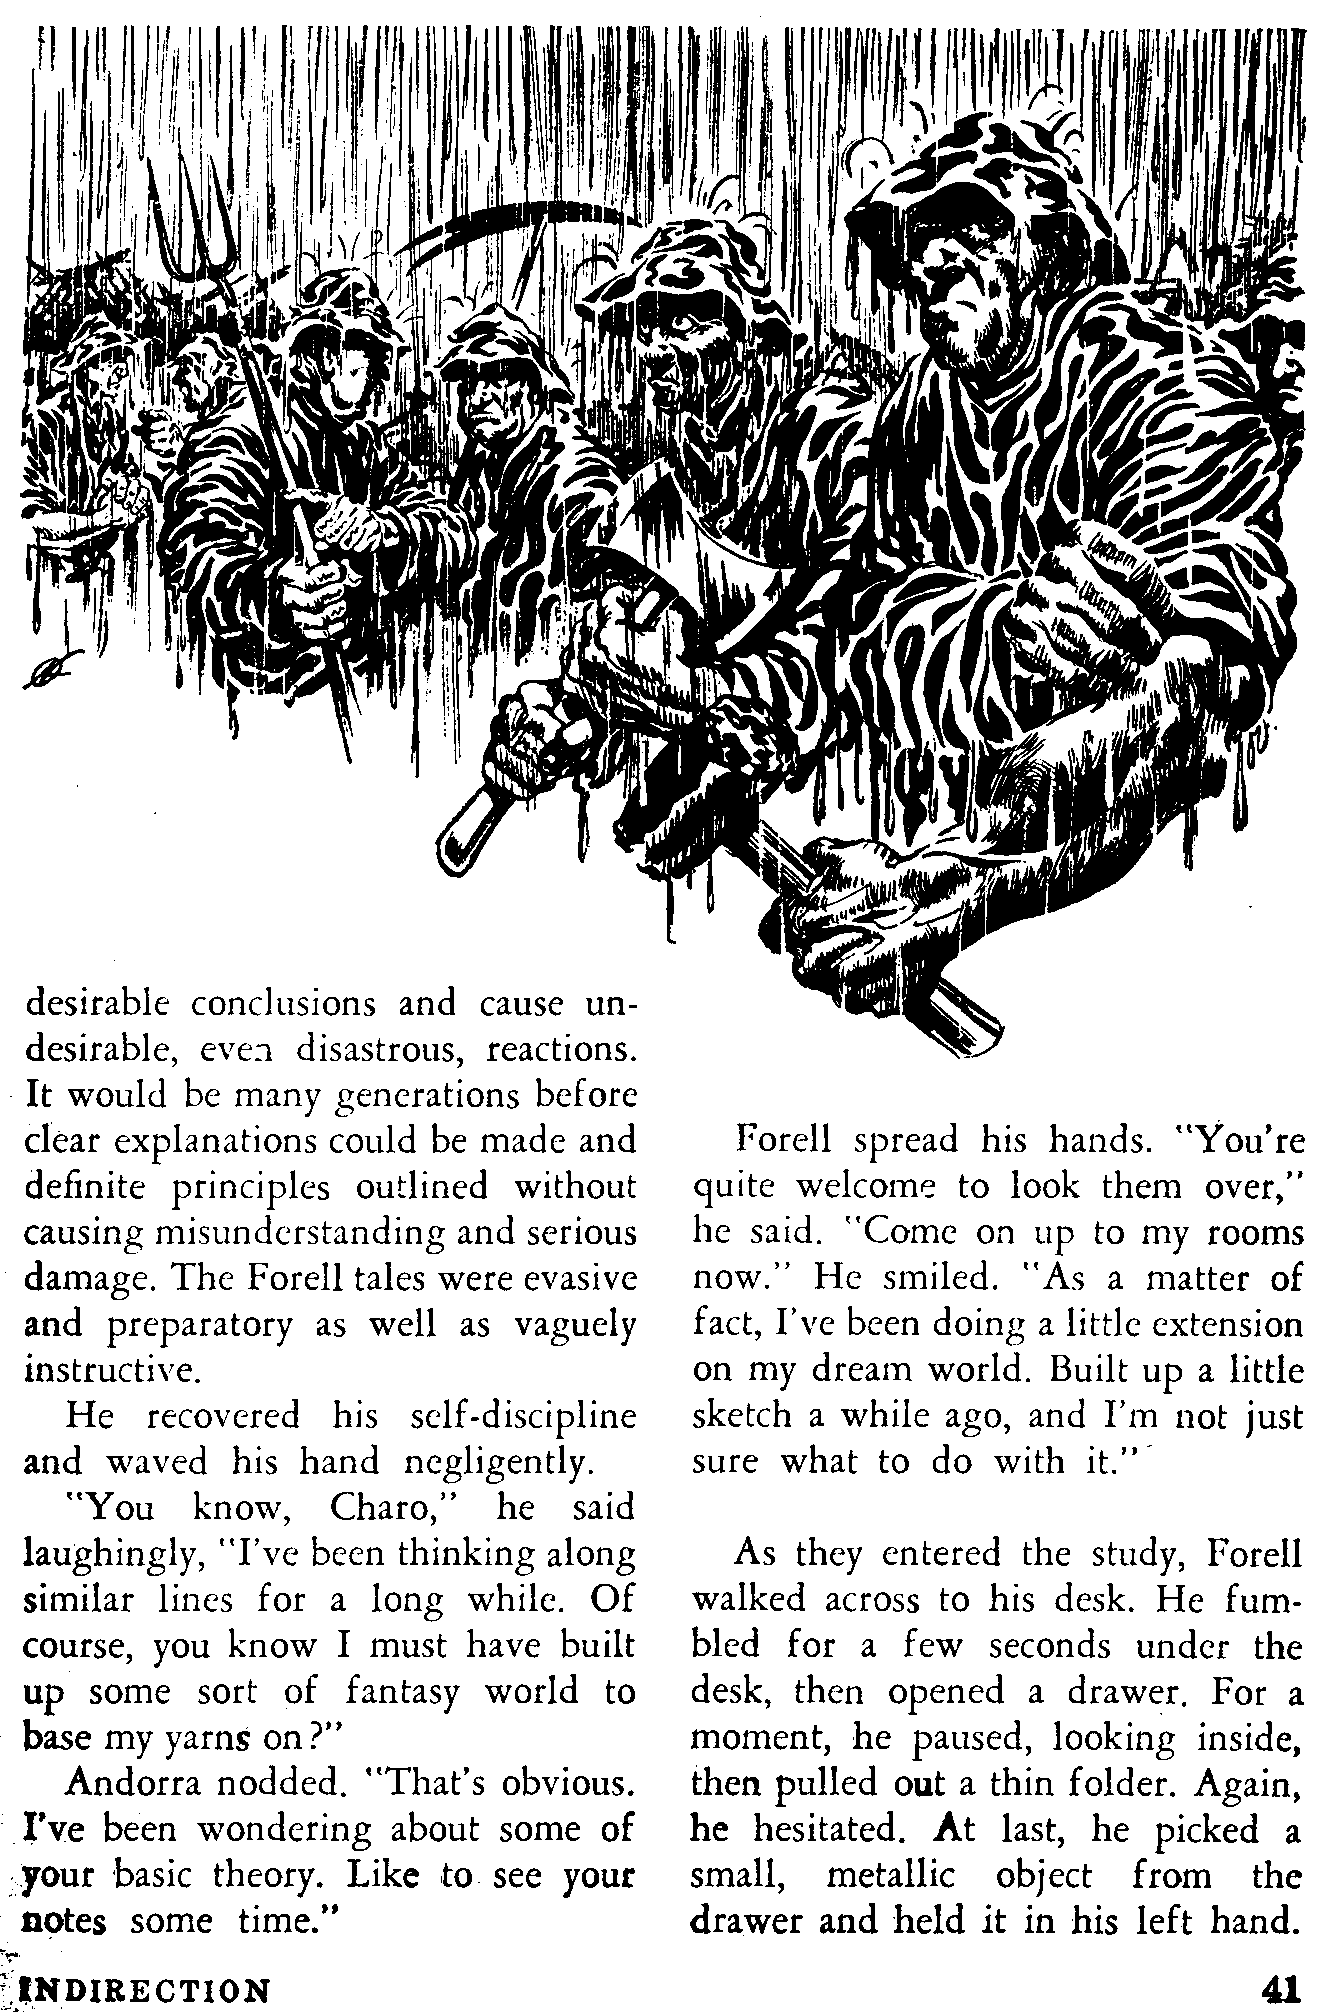 desirable conclusions and cause un-
desirable, even disastrous, reactions.
It would be many generations before
clear explanations could be made and
definite principles outlined without
causing misunderstanding and serious
damage. The Forell tales were evasive
and preparatory as well as vaguely
instructive.
He recovered his self-discipline
and waved his hand negligently.
"You know, Charo," he said
laughingly, "I've been thinking along
similar lines for a long while. Of
course, you know I must have built
up some sort of fantasy world to
base my yarns on?"
Andorra nodded. "That's obvious.
I've been wondering about some of
your basic theory. Like to see your
notes some time."
Forell spread his hands. "You're
quite welcome to look them over,"
he said. "Come on up to my rooms
now." He smiled. "As a matter of
fact, I've been doing a little extension
on my dream world. Built up a little
sketch a while ago, and I'm not just
sure what to do with it."
As they entered the study, Forell
walked across to his desk. He fum-
bled for a few seconds under the
desk, then opened a drawer. For a
moment, he paused, looking inside,
then pulled out a thin folder. Again,
he hesitated. At last, he picked a
small, metallic object from the
drawer and held it in his left hand.
INDIRECTION
41